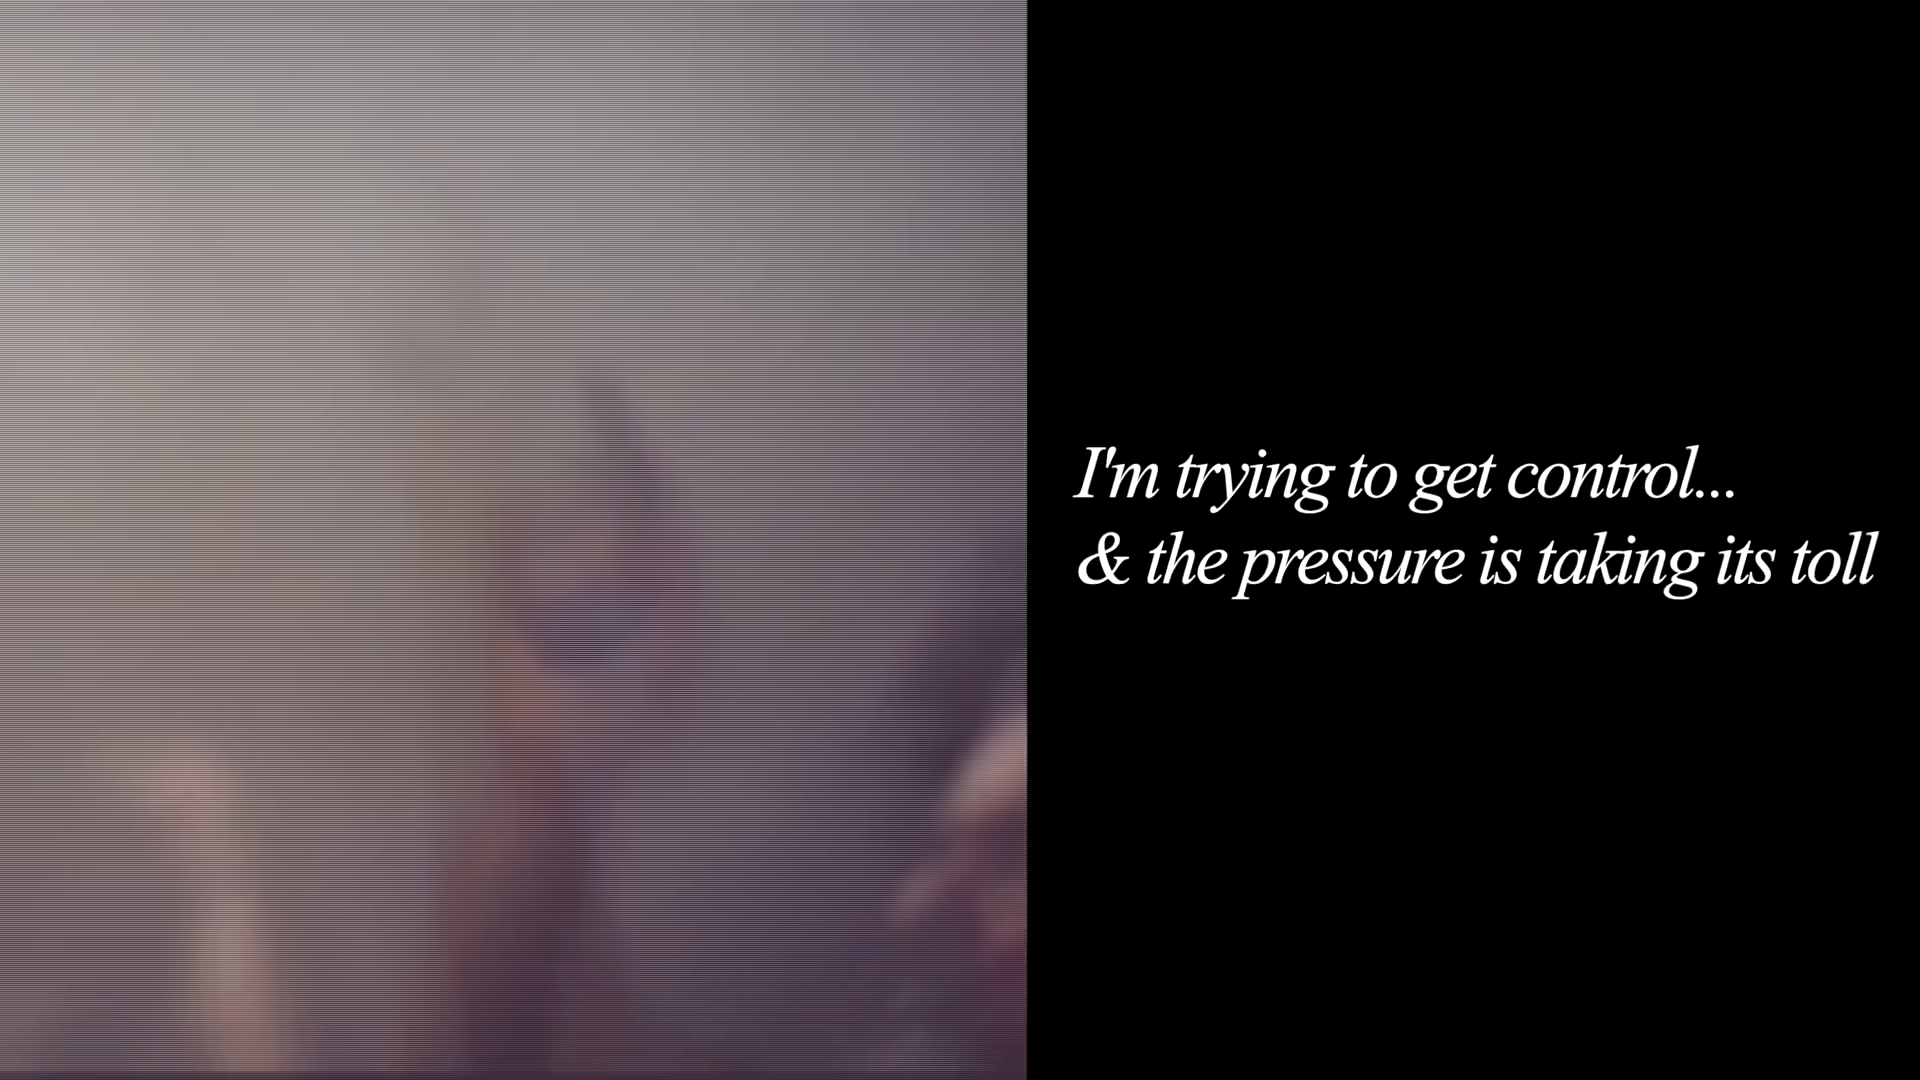 I'm trying to get control...
& the pressure is taking its toll